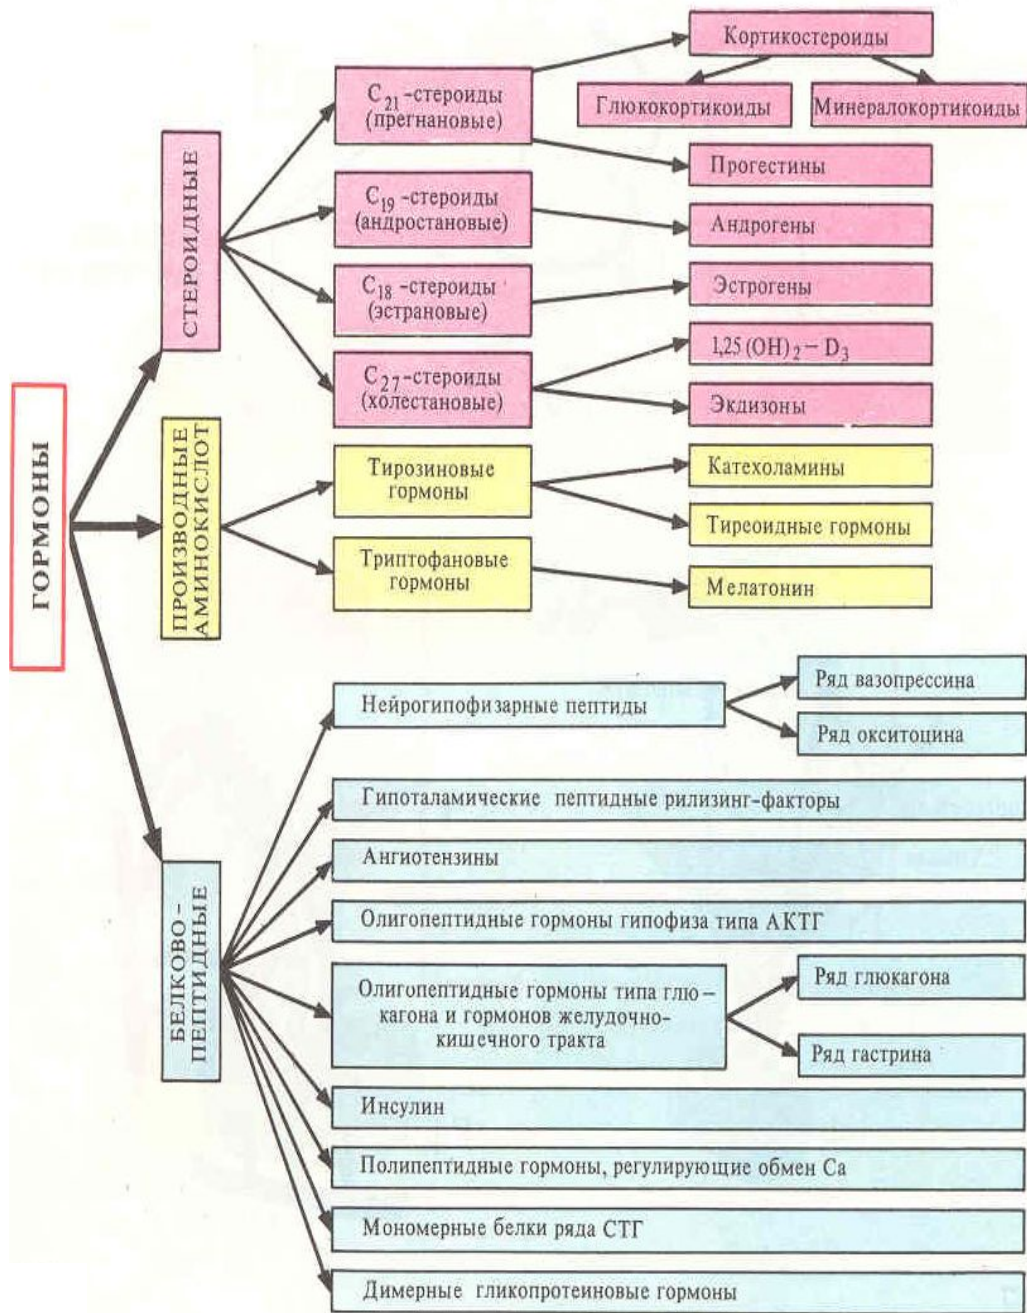 ГОРМОНЫ
СТЕРОИДНЫЕ
C21-стероиды
(прегнановые)
Кортикостероиды
Глюкокортикоиды
Минералокортикоиды
Прогестины
C19-стероиды
(андростановые)
Андрогены
C18-стероиды
(эстрановые)
Эстрогены
C27-стероиды
(холестановые)
1,25(OH)2 – D3
Экдизоны
ПРОИЗВОДНЫЕ
АМИНОКИСЛОТ
Тирозиновые
гормоны
Катехоламины
Тиреоидные гормоны
Триптофановые
гормоны
Мелатонин
БЕЛКОВО-
ПЕПТИДНЫЕ
Нейрогипофизарные пептиды
Ряд вазопрессина
Ряд окситоцина
Гипоталамические пептидные рилизинг-факторы
Ангиотензины
Олигопептидные гормоны гипофиза типа АКТГ
Олигопептидные гормоны типа глю-
кагона и гормонов желудочно-
кишечного тракта
Ряд глюкагона
Ряд гастрина
Инсулин
Полипептидные гормоны, регулирующие обмен Ca
Мономерные белки ряда СТГ
Димерные гликопротеиновые гормоны